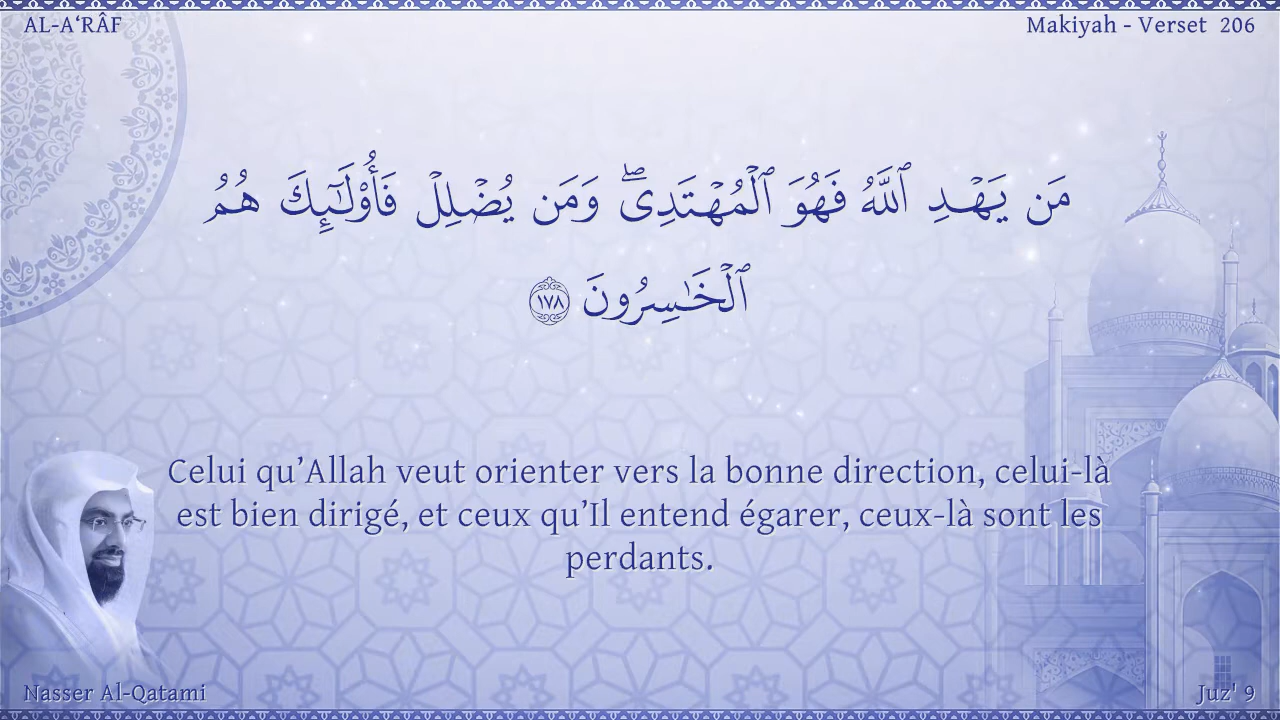 AL-A‘RÂF
Makiyah - Verset 206
مَن يَهْدِ ٱللَّهُ فَهُوَ ٱلْمُهْتَدِى ۖ وَمَن يُضْلِلْ فَأُو۟لَـٰٓئِكَ هُمُ
ٱلْخَـٰسِرُونَ ١٧٨
Celui qu’Allah veut orienter vers la bonne direction, celui-là
est bien dirigé, et ceux qu’Il entend égarer, ceux-là sont les
perdants.
Nasser Al-Qatami
Juz' 9